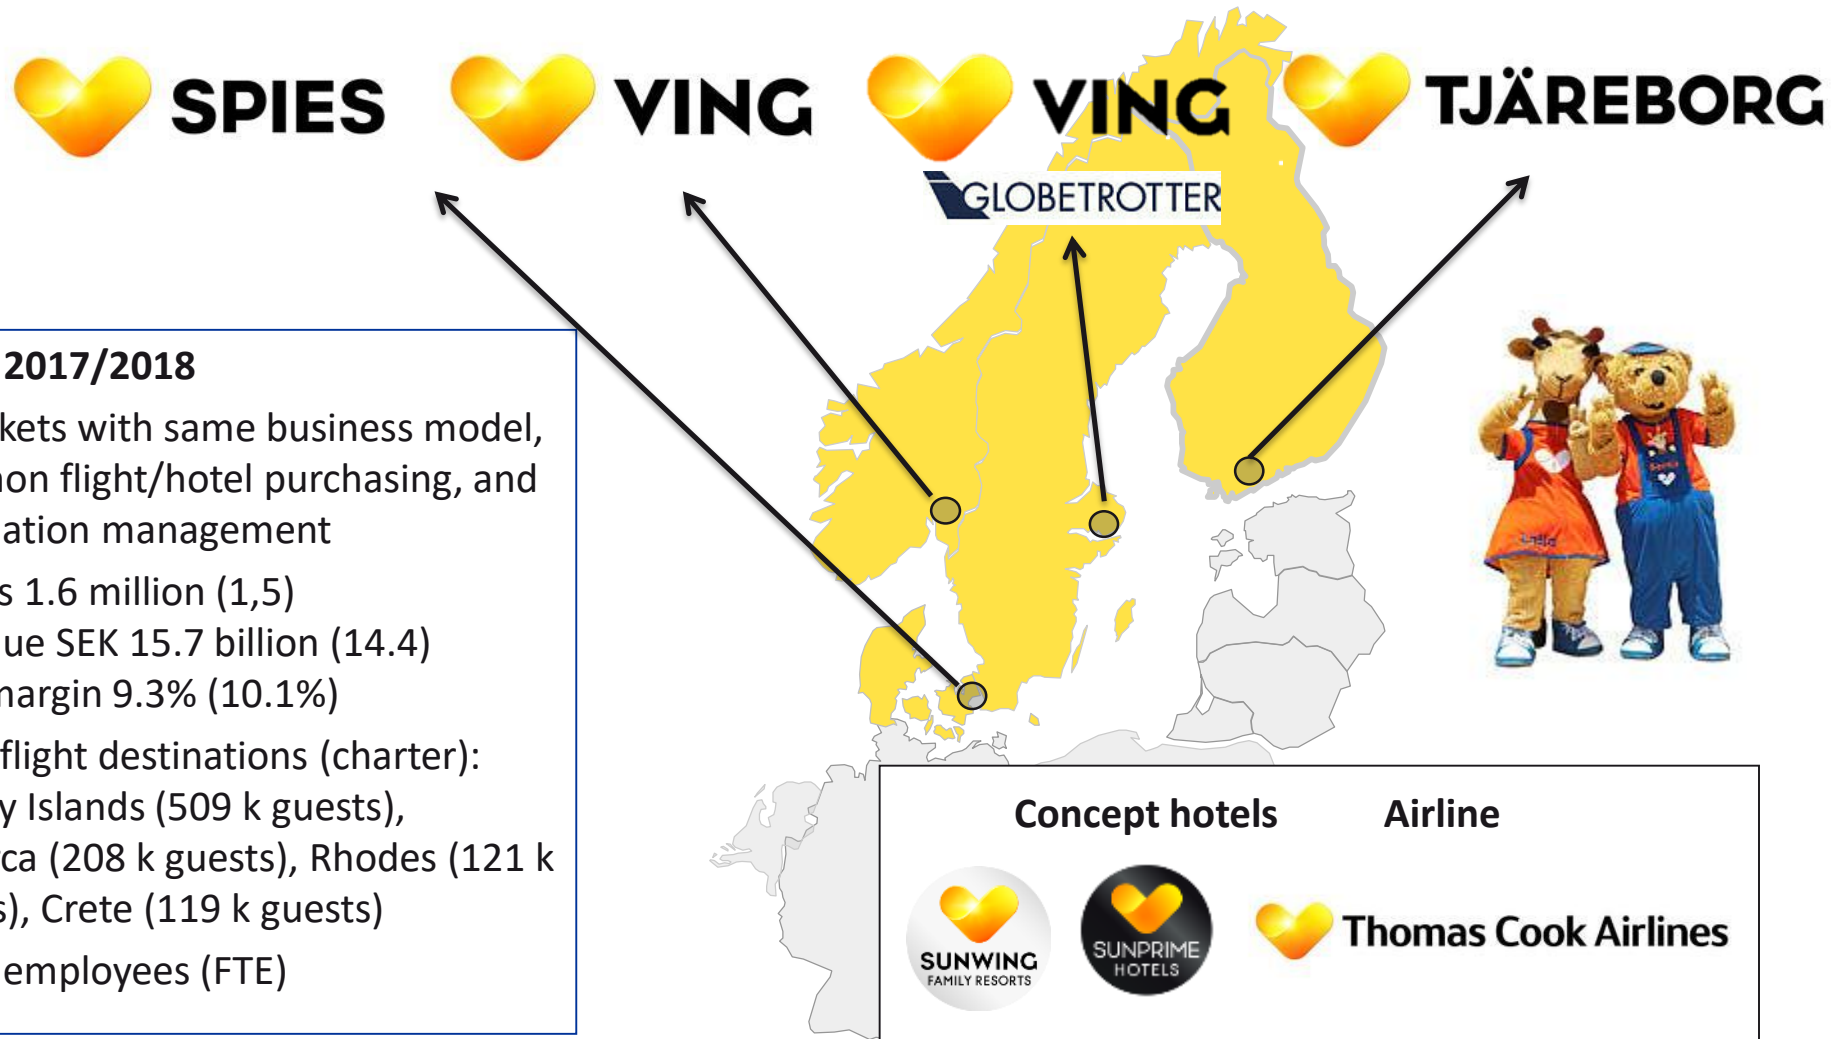 SPIES
VING
VING
TJÄREBORG
GLOBETROTTER
2017/2018
kets with same business model,
non flight/hotel purchasing, and
ation management
s 1.6 million (1,5)
ue SEK 15.7 billion (14.4)
margin 9.3% (10.1%)
flight destinations (charter):
y Islands (509 k guests),
rca (208 k guests), Rhodes (121 k
s), Crete (119 k guests)
employees (FTE)
Concept hotels
Airline
SUNWING
FAMILY RESORTS
SUNPRIME
HOTELS
Thomas Cook Airlines